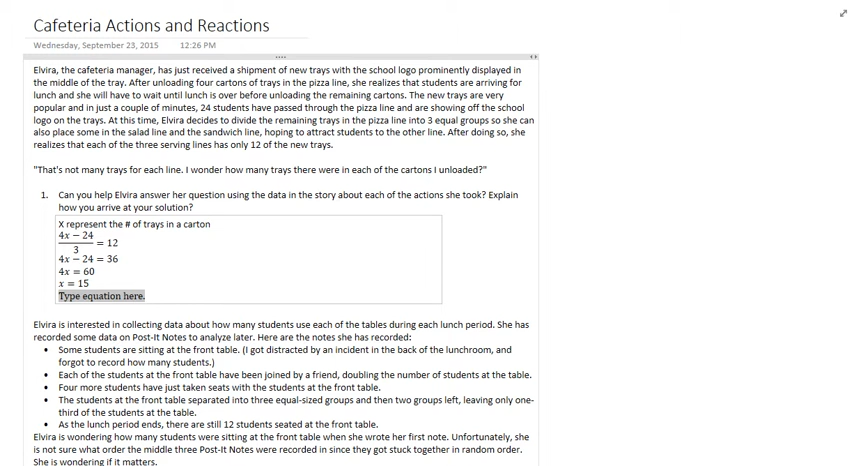 Cafeteria Actions and Reactions
Wednesday, September 23, 2015 12:26 PM
Elvira, the cafeteria manager, has just received a shipment of new trays with the school logo prominently displayed in
the middle of the tray. After unloading four cartons of trays in the pizza line, she realizes that students are arriving for
lunch and she will have to wait until lunch is over before unloading the remaining cartons. The new trays are very
popular and in just a couple of minutes, 24 students have passed through the pizza line and are showing off the school
logo on the trays. At this time, Elvira decides to divide the remaining trays in the pizza line into 3 equal groups so she can
also place some in the salad line and the sandwich line, hoping to attract students to the other line. After doing so, she
realizes that each of the three serving lines has only 12 of the new trays.
"That's not many trays for each line. I wonder how many trays there were in each of the cartons I unloaded?"
1. Can you help Elvira answer her question using the data in the story about each of the actions she took? Explain
how you arrive at your solution?
X represent the # of trays in a carton
4x − 24
/3 = 12
4x − 24 = 36
4x = 60
x = 15
Type equation here.
Elvira is interested in collecting data about how many students use each of the tables during each lunch period. She has
recorded some data on Post-It Notes to analyze later. Here are the notes she has recorded:
• Some students are sitting at the front table. (I got distracted by an incident in the back of the lunchroom, and
forgot to record how many students.)
• Each of the students at the front table have been joined by a friend, doubling the number of students at the table.
• Four more students have just taken seats with the students at the front table.
• The students at the front table separated into three equal-sized groups and then two groups left, leaving only one-
third of the students at the table.
• As the lunch period ends, there are still 12 students seated at the front table.
Elvira is wondering how many students were sitting at the front table when she wrote her first note. Unfortunately, she
is not sure what order the middle three Post-It Notes were recorded in since they got stuck together in random order.
She is wondering if it matters.